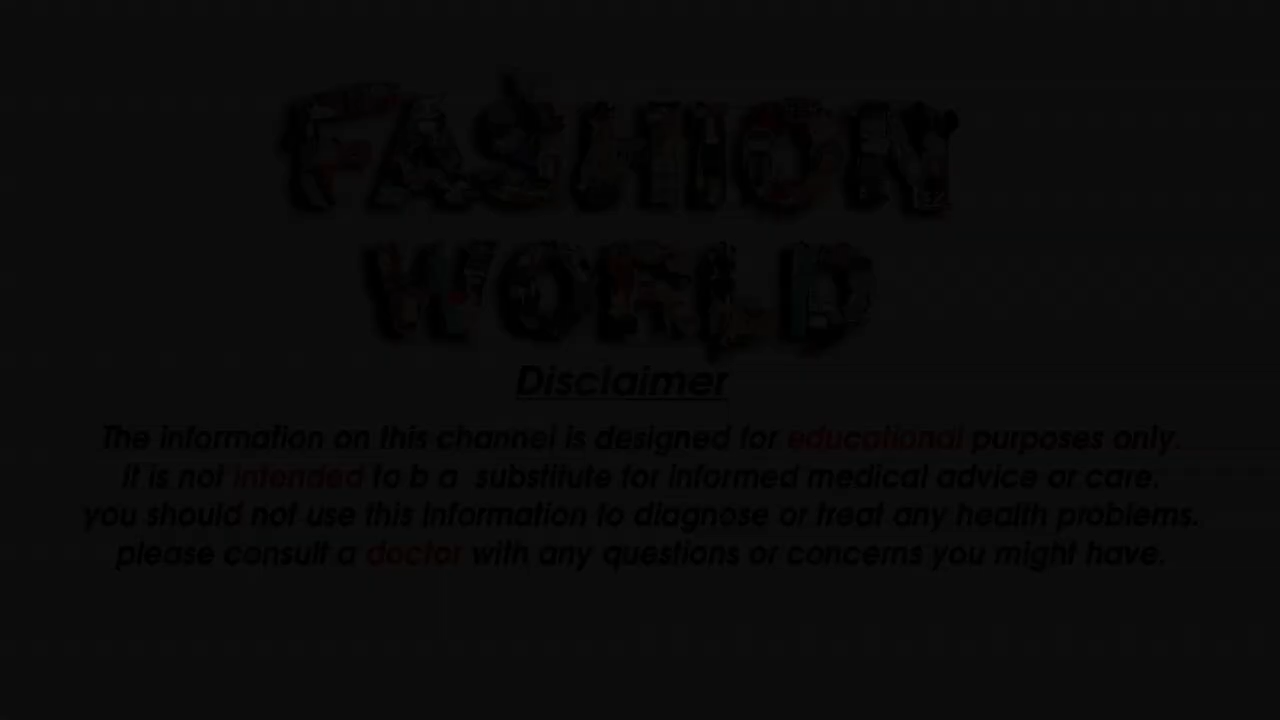 FASHION
WORLD
Disclaimer
The information on this channel is designed for educational purposes only.
It is not intended to b a substitute for informed medical advice or care.
you should not use this information to diagnose or treat any health problems.
please consult a doctor with any questions or concerns you might have.